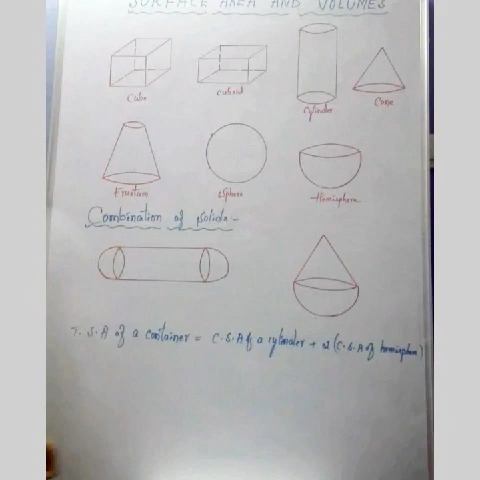 SURFACE AREA AND VOLUMES
Cube
Cuboid
Cylinder
Cone
Frustum
Sphere
Hemisphere
Combination of Solids -
T.S.A of a container = C.S.A of a cylinder + 2 (C.S.A of hemisphere)